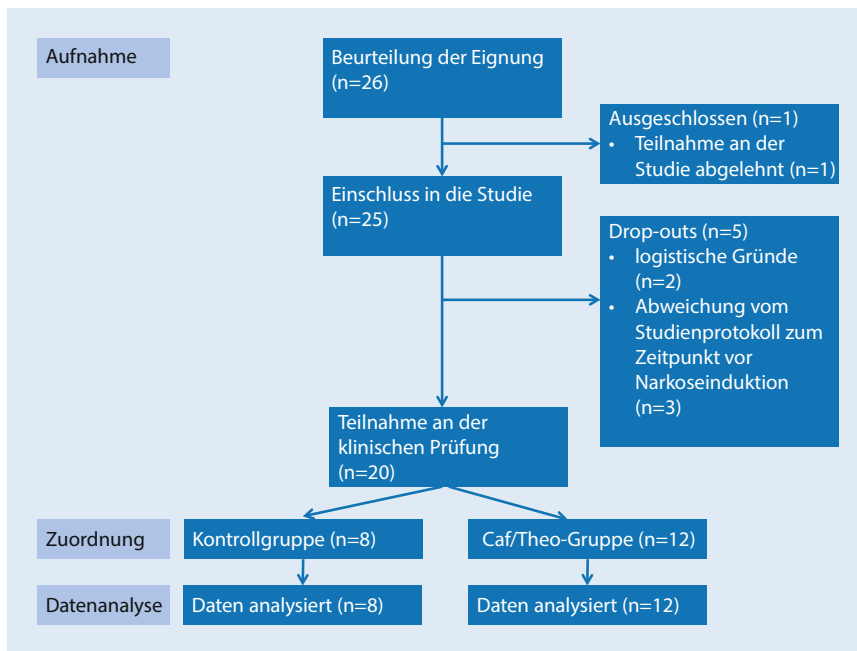 Aufnahme
Beurteilung der Eignung
(n=26)
Ausgeschlossen (n=1)
• Teilnahme an der
Studie abgelehnt (n=1)
Einschluss in die Studie
(n=25)
Drop-outs (n=5)
• logistische Gründe
(n=2)
• Abweichung vom
Studienprotokoll zum
Zeitpunkt vor
Narkoseinduktion
(n=3)
Teilnahme an der
klinischen Prüfung
(n=20)
Zuordnung
Kontrollgruppe (n=8)
Caf/Theo-Gruppe (n=12)
Datenanalyse
Daten analysiert (n=8)
Daten analysiert (n=12)